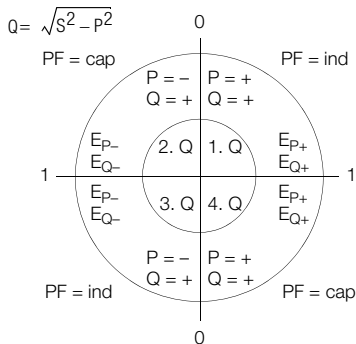 0
Q= √S² – P²
PF = cap
PF = ind
P = – P = +
Q = + Q = +
2. Q 1. Q
EP–
EQ–
EP+
EQ+
1
1
EP–
EQ–
EP+
EQ+
3. Q 4. Q
P = – P = +
Q = + Q = +
PF = ind
PF = cap
0